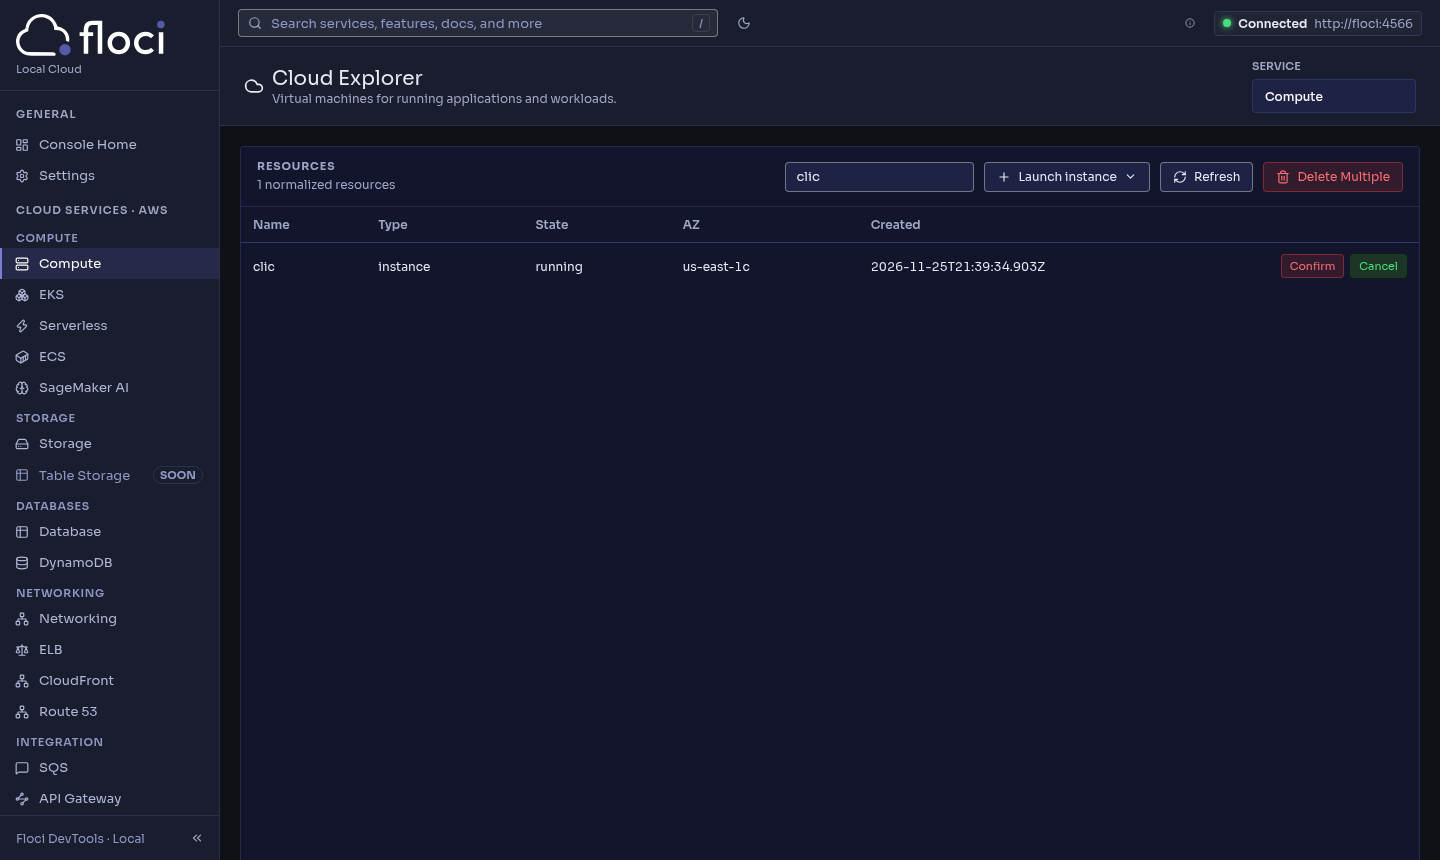 floci
Local Cloud
GENERAL
Console Home
Settings
CLOUD SERVICES · AWS
COMPUTE
Compute
EKS
Serverless
ECS
SageMaker AI
STORAGE
Storage
Table Storage SOON
DATABASES
Database
DynamoDB
NETWORKING
Networking
ELB
CloudFront
Route 53
INTEGRATION
SQS
API Gateway
Floci DevTools · Local
Search services, features, docs, and more /
Connected http://floci:4566
Cloud Explorer
Virtual machines for running applications and workloads.
SERVICE
Compute
RESOURCES
1 normalized resources
clic
Launch instance
Refresh
Delete Multiple
Name Type State AZ Created
clic instance running us-east-1c 2026-11-25T21:39:34.903Z Confirm Cancel